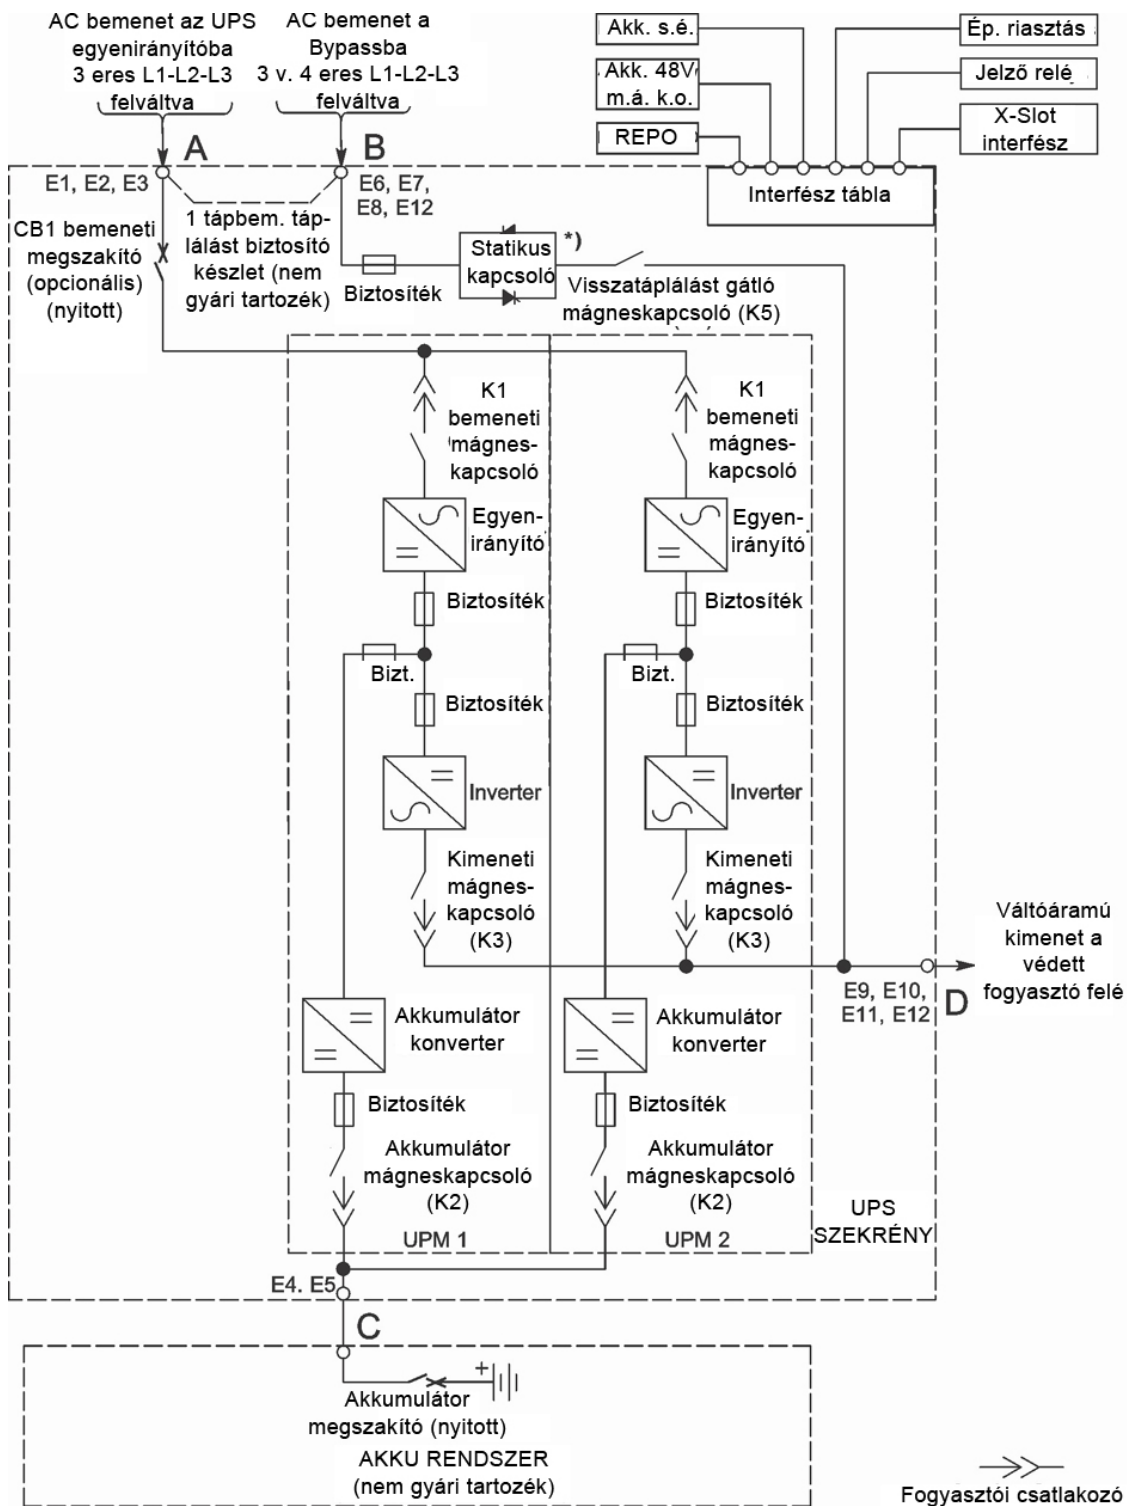 AC bemenet az UPS
egyenirányítóba
3 eres L1-L2-L3
felváltva
AC bemenet a
Bypassba
3 v. 4 eres L1-L2-L3
felváltva
Akk. s.é.
Akk. 48V
m.á. k.o.
REPO
Ép. riasztás
Jelző relé
X-Slot
interfész
Interfész tábla
A
B
E1, E2, E3
E6, E7,
E8, E12
CB1 bemeneti
megszakító
(opcionális)
(nyitott)
1 tápbem. táp-
lálást biztosító
készlet (nem
gyári tartozék)
Biztosíték
Statikus
kapcsoló
*)
Visszatáplálást gátló
mágneskapcsoló (K5)
K1
bemeneti
mágnes-
kapcsoló
K1
bemeneti
mágnes-
kapcsoló
Egyen-
irányító
Egyen-
irányító
Biztosíték
Biztosíték
Bizt.
Bizt.
Biztosíték
Biztosíték
Inverter
Inverter
Kimeneti
mágnes-
kapcsoló
(K3)
Kimeneti
mágnes-
kapcsoló
(K3)
Váltóáramú
kimenet a
védett
fogyasztó felé
E9, E10,
E11, E12
D
Akkumulátor
konverter
Akkumulátor
konverter
Biztosíték
Biztosíték
Akkumulátor
mágneskapcsoló
(K2)
Akkumulátor
mágneskapcsoló
(K2)
UPM 1
UPM 2
UPS
SZEKRÉNY
E4. E5
C
+
Akkumulátor
megszakító (nyitott)
AKKU RENDSZER
(nem gyári tartozék)
Fogyasztói csatlakozó